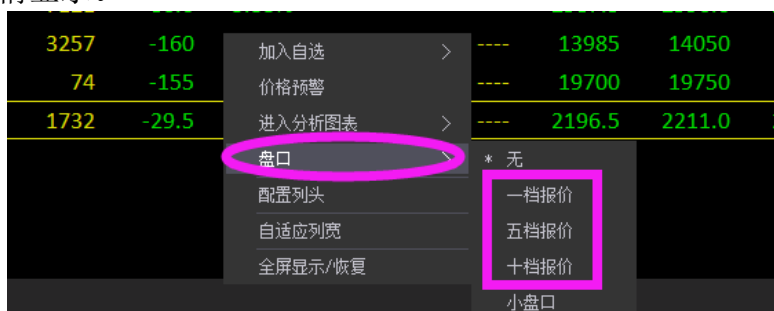 3257 -160 加入自选 > ---- 13985 14050
74 -155 价格预警 ---- 19700 19750
1732 -29.5 进入分析图表 > ---- 2196.5 2211.0
盘口 * 无
配置列头 一档报价
自适应列宽 五档报价
全屏显示/恢复 十档报价
小盘口